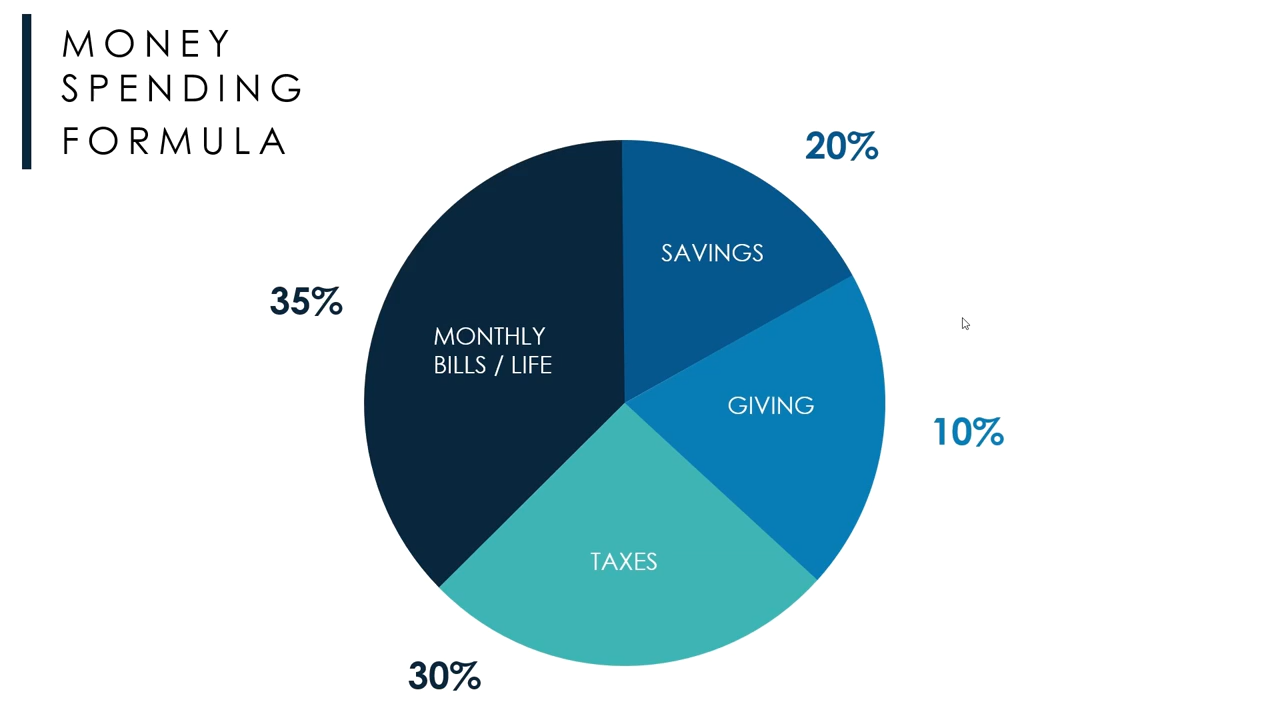 MONEY
SPENDING
FORMULA
20%
SAVINGS
35%
MONTHLY
BILLS / LIFE
GIVING
10%
TAXES
30%